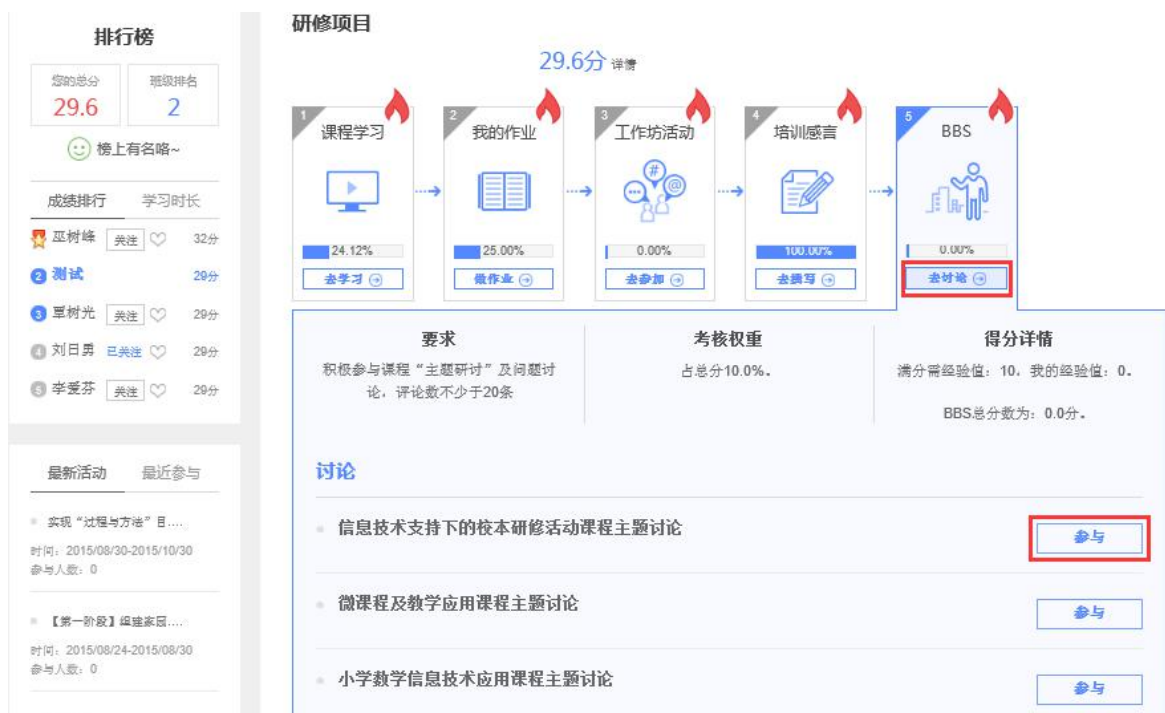 排行榜
您的总分
班级排名
29.6
2
榜上有名咯~
成绩排行
学习时长
巫树峰 关注 32分
2 测试 29分
3 覃树光 关注 29分
4 刘日勇 已关注 29分
5 李爱芬 关注 29分
最新活动
最近参与
实现“过程与方法”目....
时间：2015/08/30-2015/10/30
参与人数：0
【第一阶段】组建家园....
时间：2015/08/24-2015/08/30
参与人数：0
研修项目
29.6分 详情
1
课程学习
24.12%
去学习
2
我的作业
25.00%
做作业
3
工作坊活动
#
@
0.00%
去参加
4
培训感言
100.00%
去撰写
5
BBS
0.00%
去讨论
要求
积极参与课程“主题研讨”及问题讨
论，评论数不少于20条
考核权重
占总分10.0%。
得分详情
满分需经验值：10，我的经验值：0。
BBS总分数为：0.0分。
讨论
信息技术支持下的校本研修活动课程主题讨论
参与
微课程及教学应用课程主题讨论
参与
小学数学信息技术应用课程主题讨论
参与